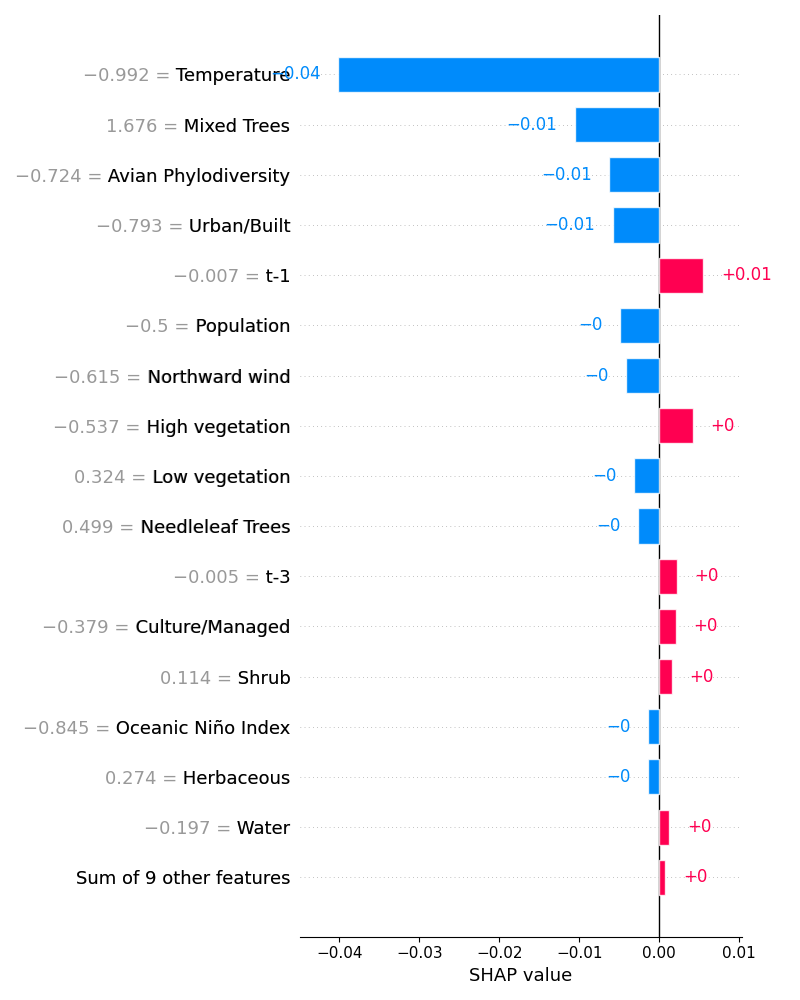 −0.992 = Temperature −0.04
1.676 = Mixed Trees −0.01
−0.724 = Avian Phylodiversity −0.01
−0.793 = Urban/Built −0.01
−0.007 = t-1 +0.01
−0.5 = Population −0
−0.615 = Northward wind −0
−0.537 = High vegetation +0
0.324 = Low vegetation −0
0.499 = Needleleaf Trees −0
−0.005 = t-3 +0
−0.379 = Culture/Managed +0
0.114 = Shrub +0
−0.845 = Oceanic Niño Index −0
0.274 = Herbaceous −0
−0.197 = Water +0
Sum of 9 other features +0
−0.04 −0.03 −0.02 −0.01 0.00 0.01
SHAP value